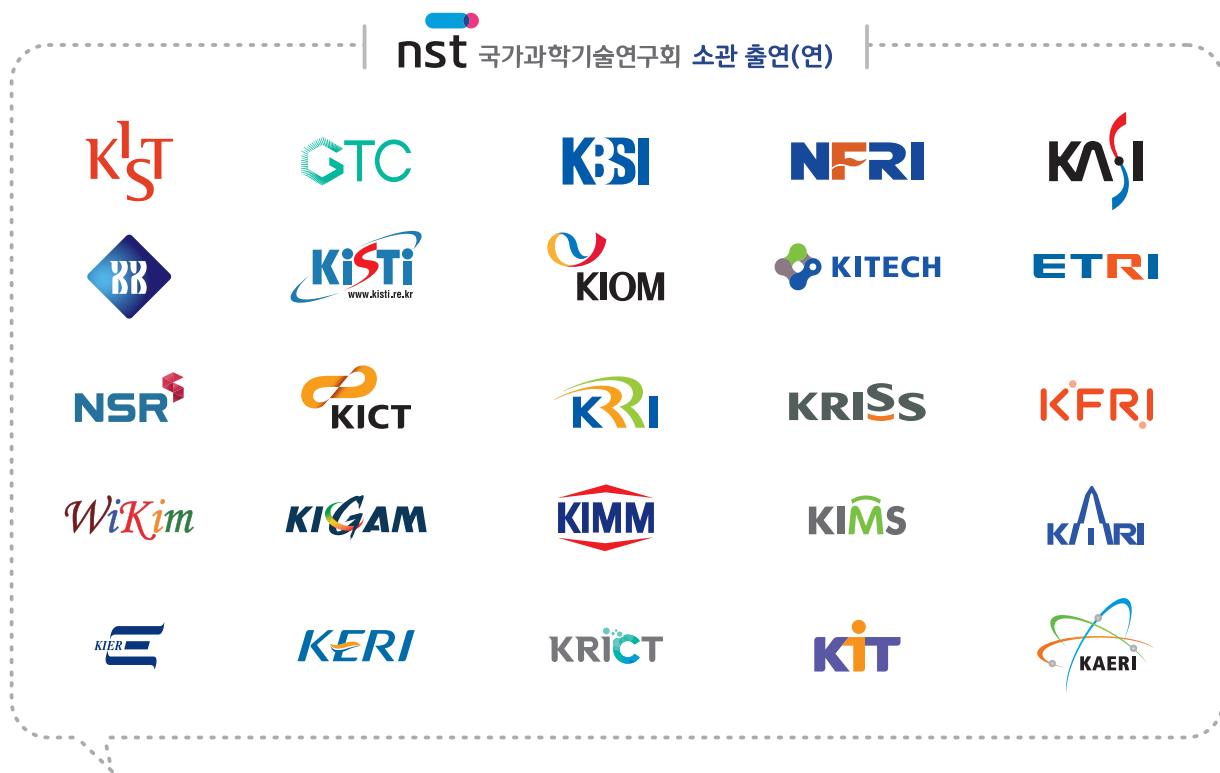 nst 국가과학기술연구회 소관 출연(연)
KIST GTC KBSI NFRI KASI
KiSTi KIOM KITECH ETRI
www.kisti.re.kr
NSR KICT KRRI KRISS KFRI
WiKim KIGAM KIMM KIMS KARI
KIER KERI KRICT KiT KAERI